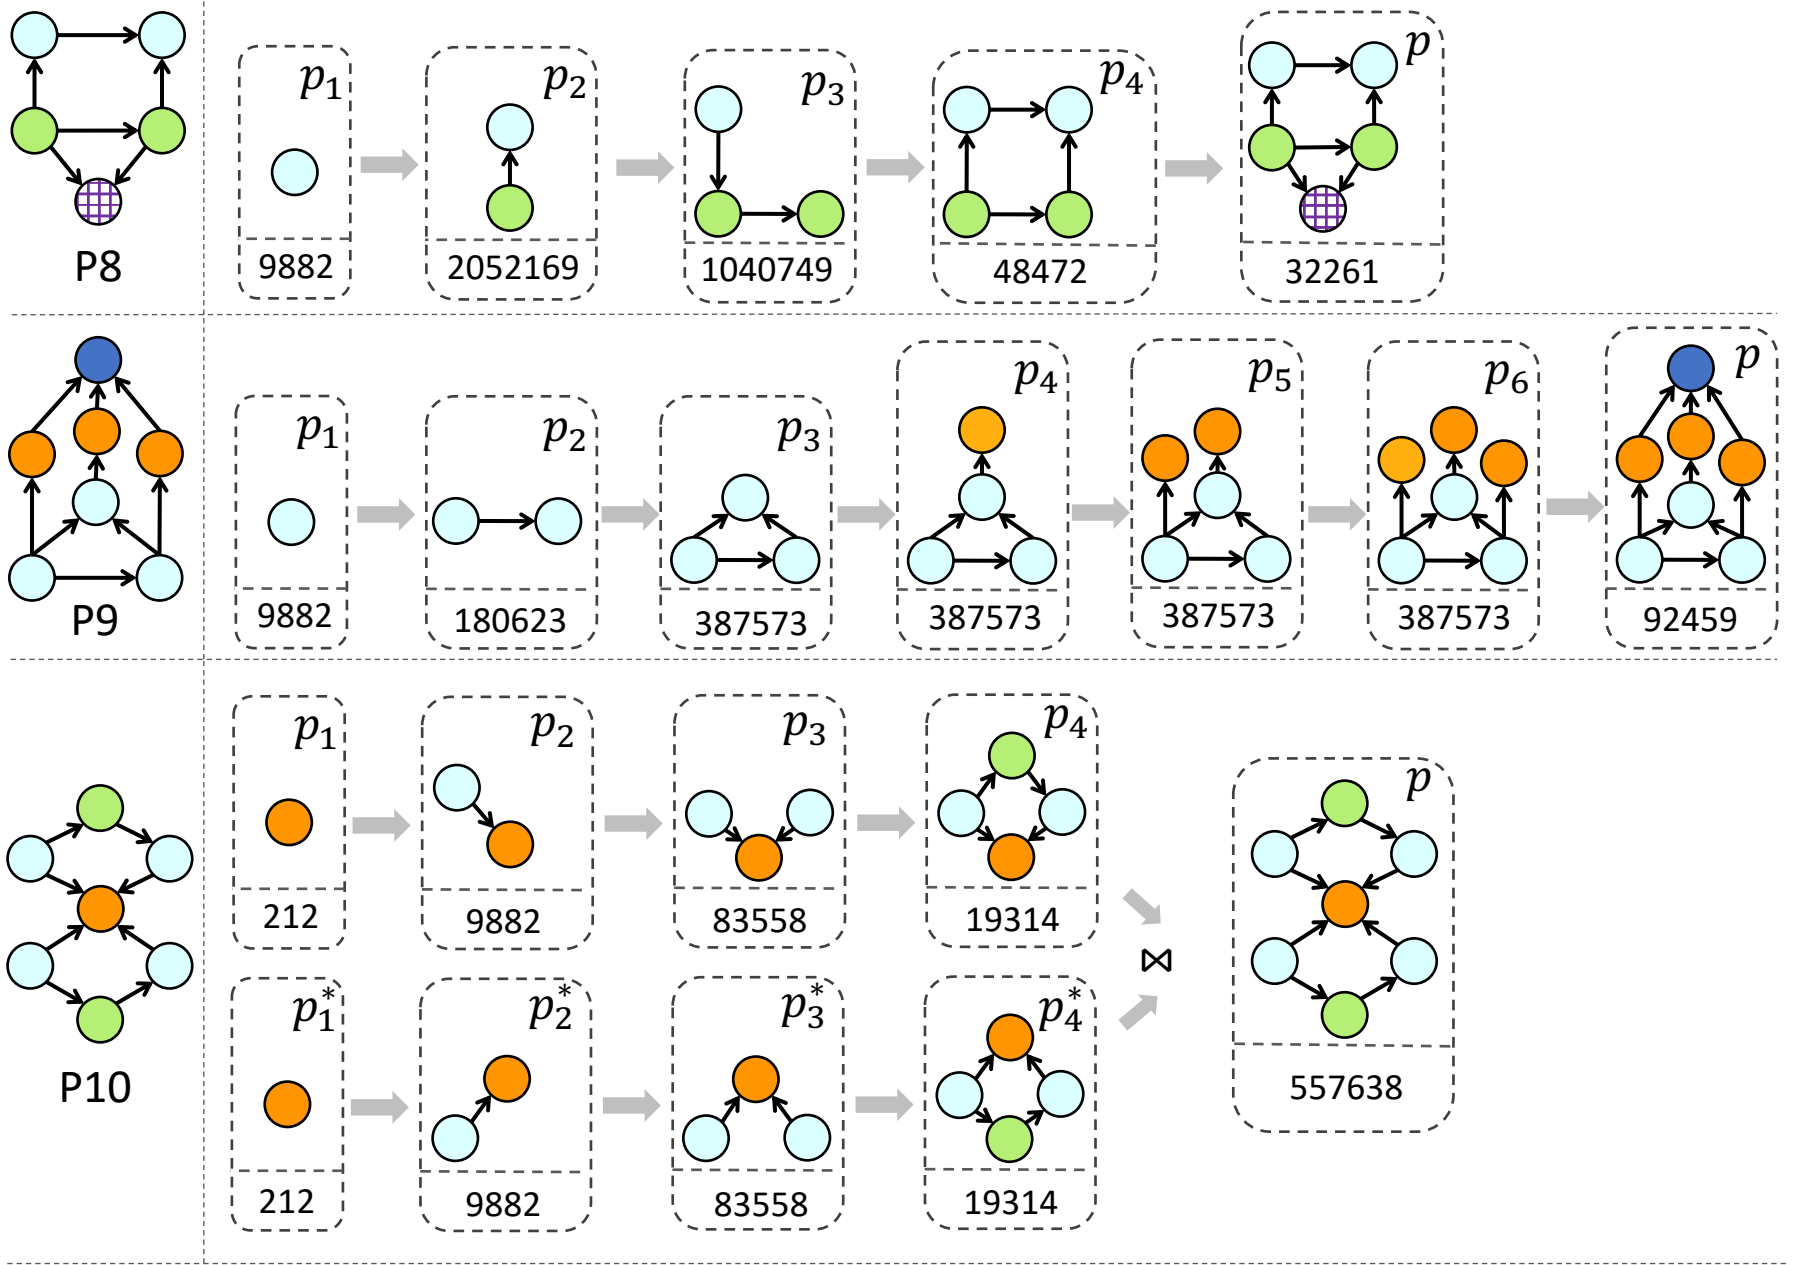 P8
p₁
9882
p₂
2052169
p₃
1040749
p₄
48472
p
32261
P9
p₁
9882
p₂
180623
p₃
387573
p₄
387573
p₅
387573
p₆
387573
p
92459
P10
p₁
212
p₂
9882
p₃
83558
p₄
19314
p₁*
212
p₂*
9882
p₃*
83558
p₄*
19314
⋈
p
557638